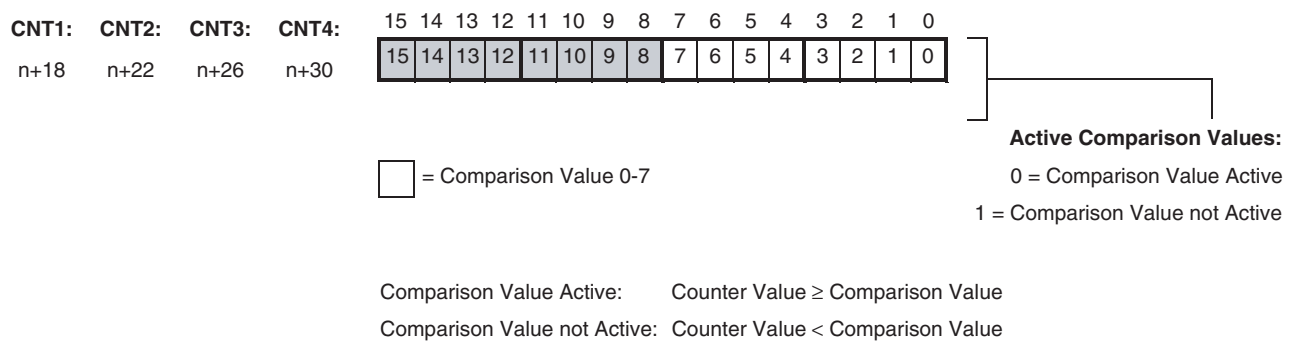 CNT1: CNT2: CNT3: CNT4:
15 14 13 12 11 10 9 8 7 6 5 4 3 2 1 0
n+18 n+22 n+26 n+30
15 14 13 12 11 10 9 8 7 6 5 4 3 2 1 0
Active Comparison Values:
= Comparison Value 0-7
0 = Comparison Value Active
1 = Comparison Value not Active
Comparison Value Active: Counter Value ≥ Comparison Value
Comparison Value not Active: Counter Value < Comparison Value